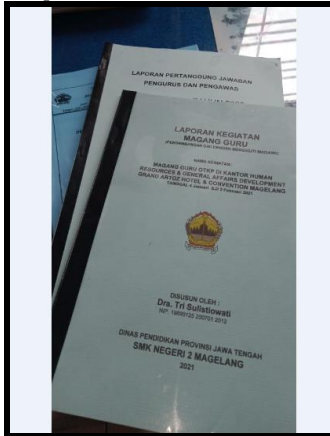 LAPORAN PERTANGGUNG JAWABAN
PENGURUS DAN PENGAWAS
LAPORAN KEGIATAN
MAGANG GURU
NAMA KEGIATAN :
MAGANG GURU OTKP DI KANTOR HUMAN
RESOURCES & GENERAL AFFAIRS DEVELOPMENT
GRAND ARTOS HOTEL & CONVENTION MAGELANG
DISUSUN OLEH :
Dra. Tri Sulistiowati
DINAS PENDIDIKAN PROVINSI JAWA TENGAH
SMK NEGERI 2 MAGELANG
2021